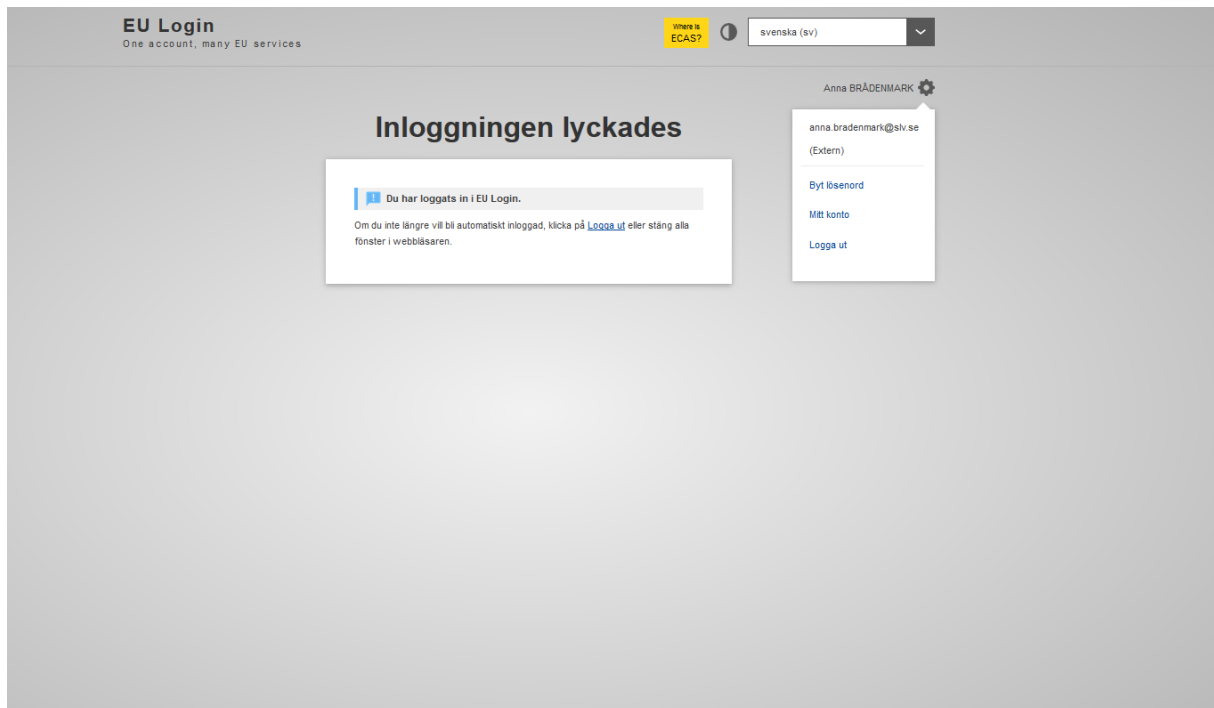 EU Login
One account, many EU services
Where is
ECAS?
svenska (sv)
Anna BRÅDENMARK
Inloggningen lyckades
anna.bradenmark@slv.se
(Extern)
Du har loggats in i EU Login.
Byt lösenord
Om du inte längre vill bli automatiskt inloggad, klicka på Logga ut eller stäng alla
fönster i webbläsaren.
Mitt konto
Logga ut